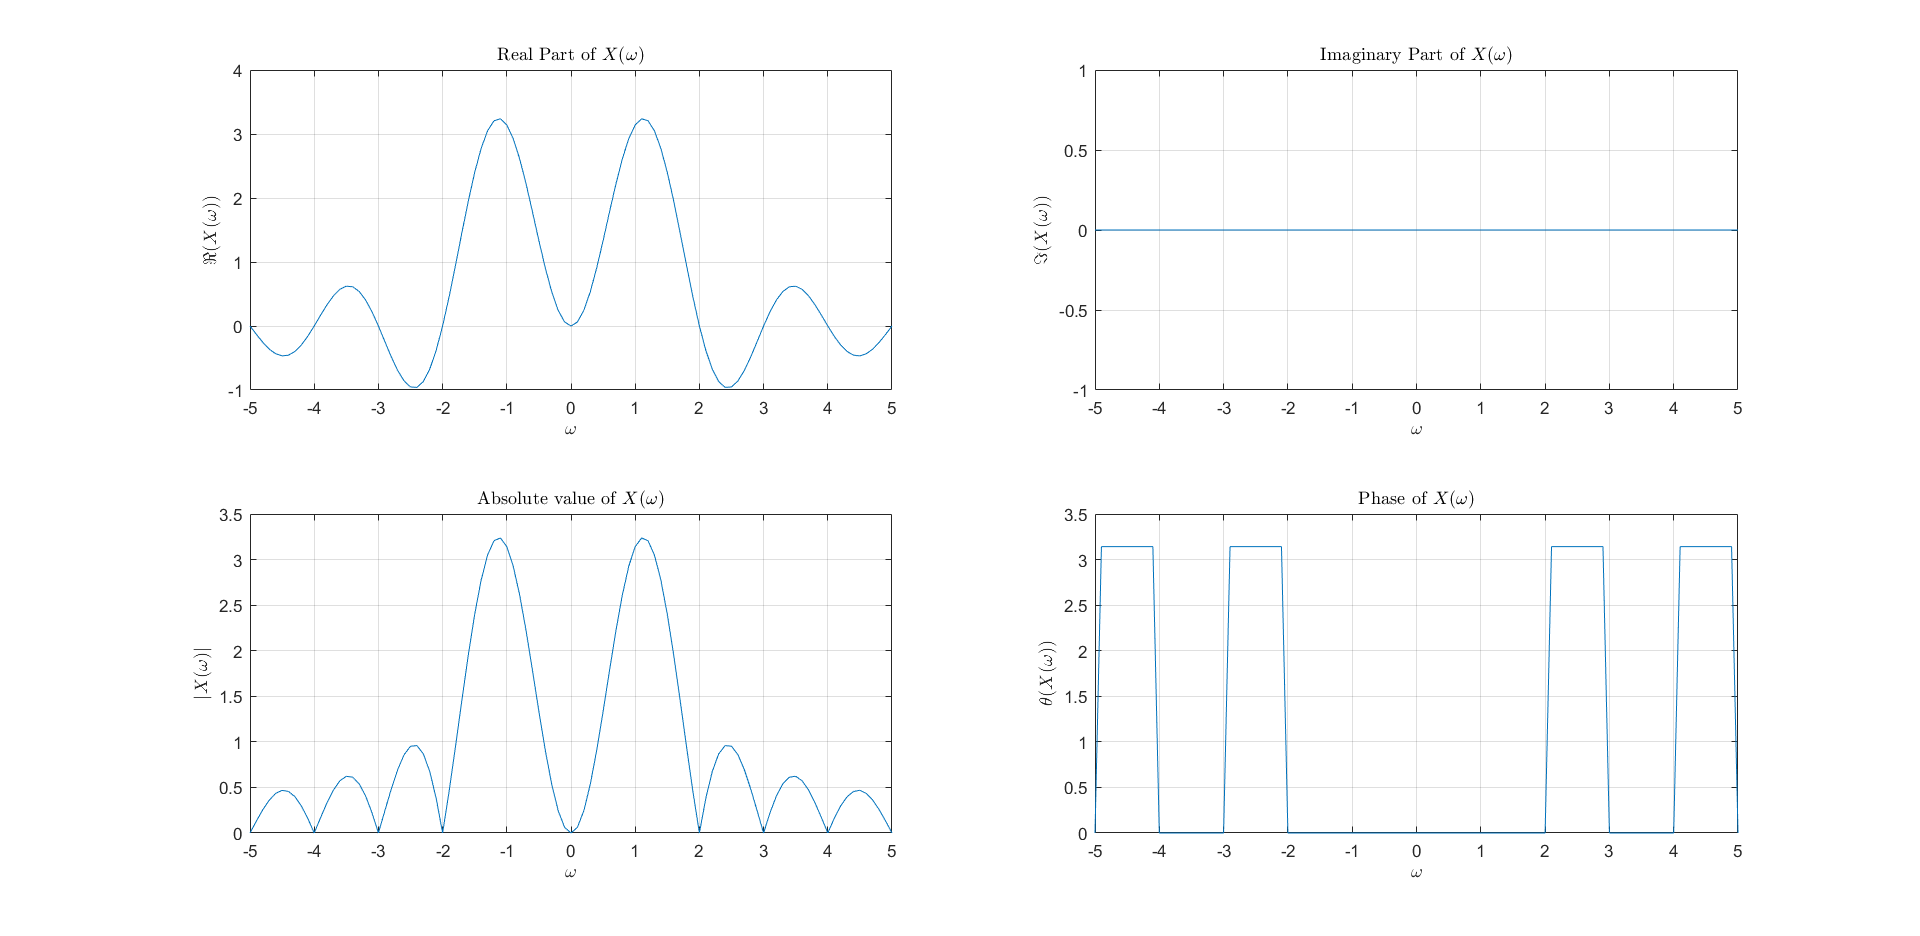 Real Part of X(ω)
4
3
2
1
0
-1
ℜ(X(ω))
-5 -4 -3 -2 -1 0 1 2 3 4 5
ω
Imaginary Part of X(ω)
1
0.5
0
-0.5
-1
ℑ(X(ω))
-5 -4 -3 -2 -1 0 1 2 3 4 5
ω
Absolute value of X(ω)
3.5
3
2.5
2
1.5
1
0.5
0
|X(ω)|
-5 -4 -3 -2 -1 0 1 2 3 4 5
ω
Phase of X(ω)
3.5
3
2.5
2
1.5
1
0.5
0
θ(X(ω))
-5 -4 -3 -2 -1 0 1 2 3 4 5
ω